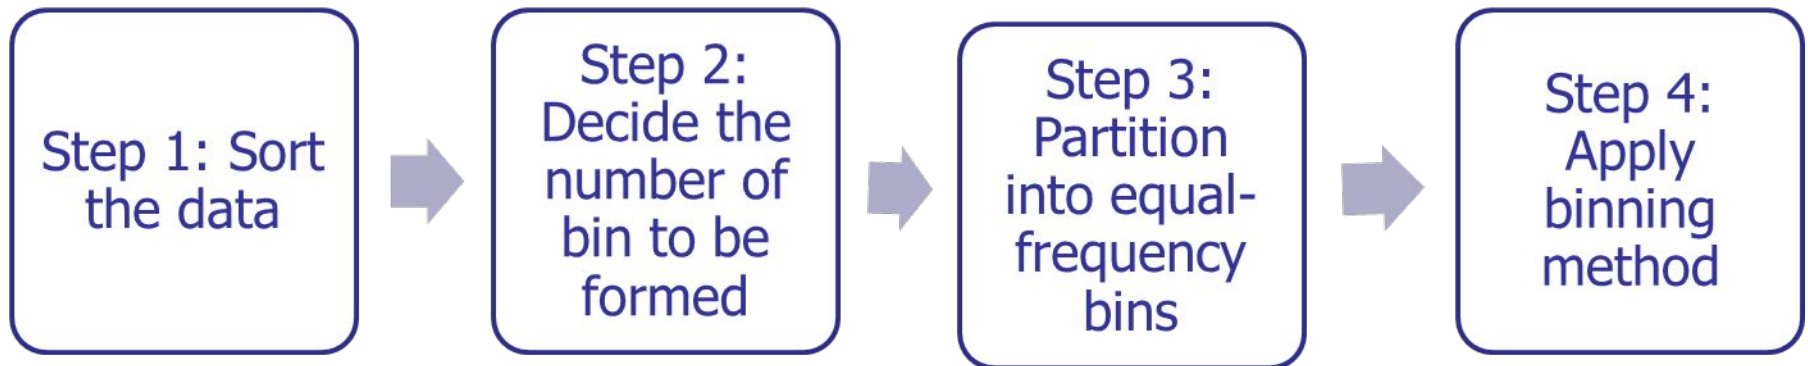 Step 1: Sort
the data
Step 2:
Decide the
number of
bin to be
formed
Step 3:
Partition
into equal-
frequency
bins
Step 4:
Apply
binning
method